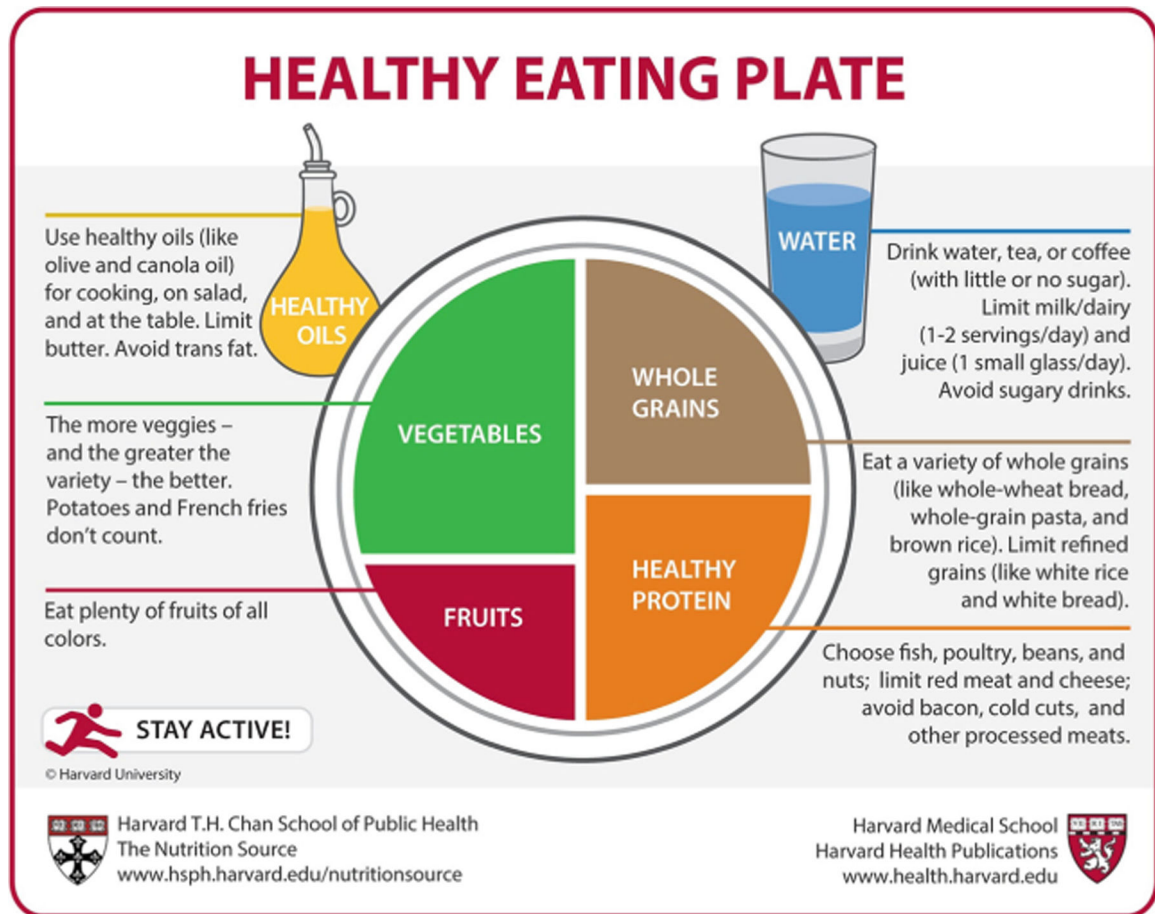 HEALTHY EATING PLATE
Use healthy oils (like
olive and canola oil)
for cooking, on salad,
and at the table. Limit
butter. Avoid trans fat.
HEALTHY
OILS
The more veggies –
and the greater the
variety – the better.
Potatoes and French fries
don't count.
Eat plenty of fruits of all
colors.
VEGETABLES
FRUITS
WHOLE
GRAINS
HEALTHY
PROTEIN
WATER
Drink water, tea, or coffee
(with little or no sugar).
Limit milk/dairy
(1-2 servings/day) and
juice (1 small glass/day).
Avoid sugary drinks.
Eat a variety of whole grains
(like whole-wheat bread,
whole-grain pasta, and
brown rice). Limit refined
grains (like white rice
and white bread).
Choose fish, poultry, beans, and
nuts; limit red meat and cheese;
avoid bacon, cold cuts, and
other processed meats.
STAY ACTIVE!
© Harvard University
Harvard T.H. Chan School of Public Health
The Nutrition Source
www.hsph.harvard.edu/nutritionsource
Harvard Medical School
Harvard Health Publications
www.health.harvard.edu